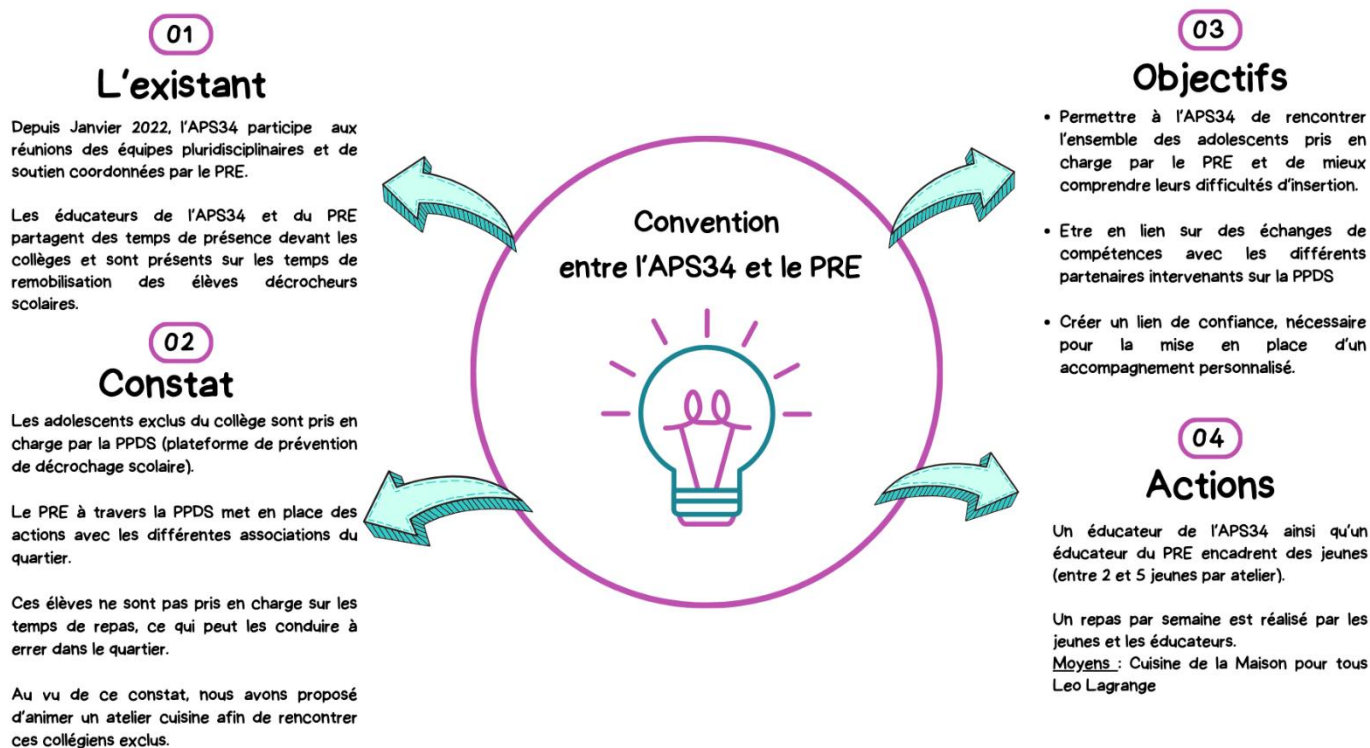 01
L'existant
Depuis Janvier 2022, l'APS34 participe aux
réunions des équipes pluridisciplinaires et de
soutien coordonnées par le PRE.
Les éducateurs de l'APS34 et du PRE
partagent des temps de présence devant les
collèges et sont présents sur les temps de
remobilisation des élèves décrocheurs
scolaires.
02
Constat
Les adolescents exclus du collège sont pris en
charge par la PPDS (plateforme de prévention
de décrochage scolaire).
Le PRE à travers la PPDS met en place des
actions avec les différentes associations du
quartier.
Ces élèves ne sont pas pris en charge sur les
temps de repas, ce qui peut les conduire à
errer dans le quartier.
Au vu de ce constat, nous avons proposé
d'animer un atelier cuisine afin de rencontrer
ces collégiens exclus.
Convention
entre l'APS34 et le PRE
03
Objectifs
• Permettre à l'APS34 de rencontrer
l'ensemble des adolescents pris en
charge par le PRE et de mieux
comprendre leurs difficultés d'insertion.
• Etre en lien sur des échanges de
compétences avec les différents
partenaires intervenants sur la PPDS
• Créer un lien de confiance, nécessaire
pour la mise en place d'un
accompagnement personnalisé.
04
Actions
Un éducateur de l'APS34 ainsi qu'un
éducateur du PRE encadrent des jeunes
(entre 2 et 5 jeunes par atelier).
Un repas par semaine est réalisé par les
jeunes et les éducateurs.
Moyens : Cuisine de la Maison pour tous
Leo Lagrange